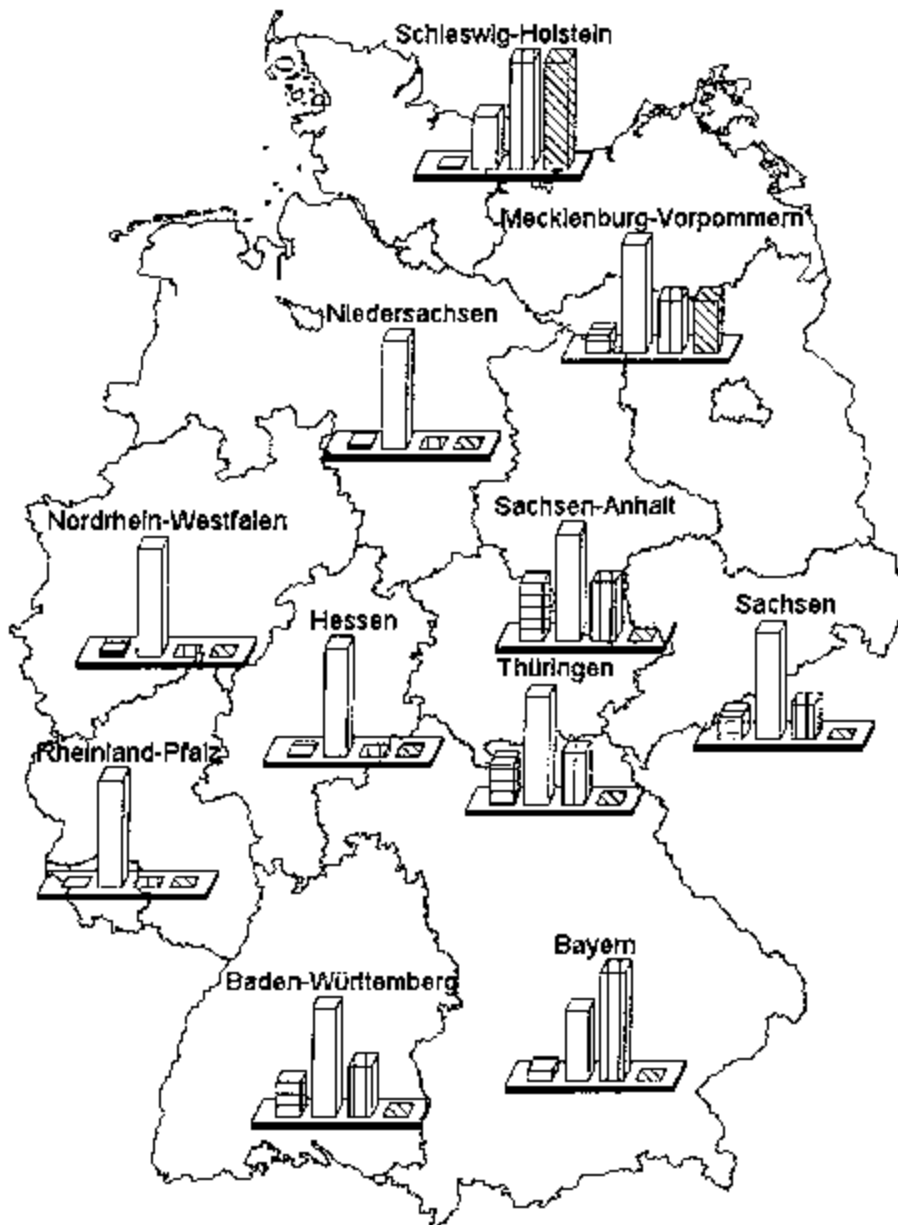 Schleswig-Holstein
Mecklenburg-Vorpommern
Niedersachsen
Sachsen-Anhalt
Nordrhein-Westfalen
Sachsen
Hessen
Thüringen
Rheinland-Pfalz
Bayern
Baden-Württemberg